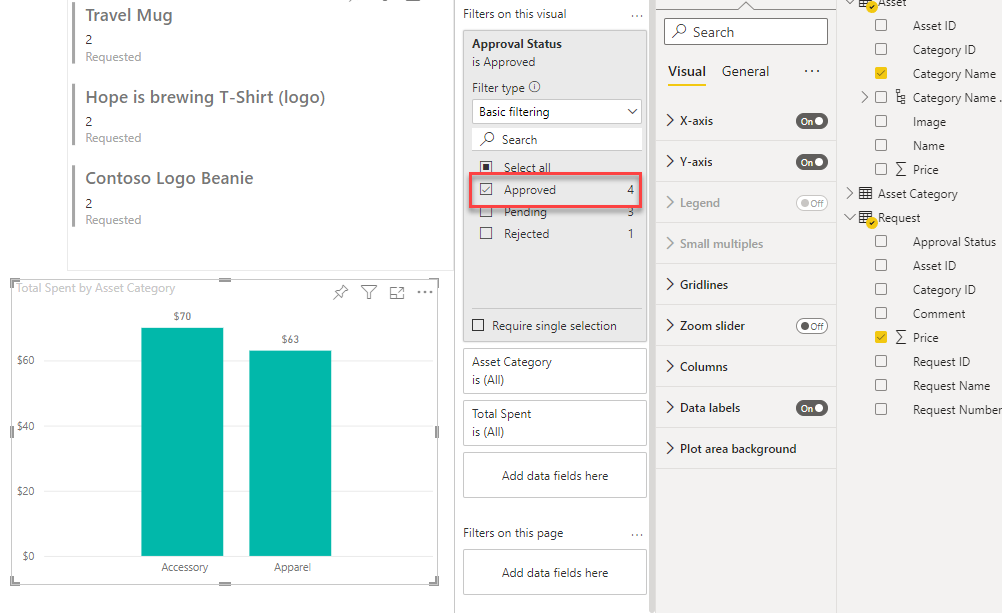 Travel Mug
2
Requested
Hope is brewing T-Shirt (logo)
2
Requested
Contoso Logo Beanie
2
Requested
Total Spent by Asset Category
$70
$63
$60
$40
$20
$0
Accessory
Apparel
Filters on this visual
Approval Status
is Approved
Filter type
Basic filtering
Search
Select all
Approved 4
Pending 3
Rejected 1
Require single selection
Asset Category
is (All)
Total Spent
is (All)
Add data fields here
Filters on this page
Add data fields here
Search
Visual General
X-axis On
Y-axis On
Legend Off
Small multiples
Gridlines
Zoom slider Off
Columns
Data labels On
Plot area background
Asset
Asset ID
Category ID
Category Name
Category Name .
Image
Name
Price
Asset Category
Request
Approval Status
Asset ID
Category ID
Comment
Price
Request ID
Request Name
Request Number